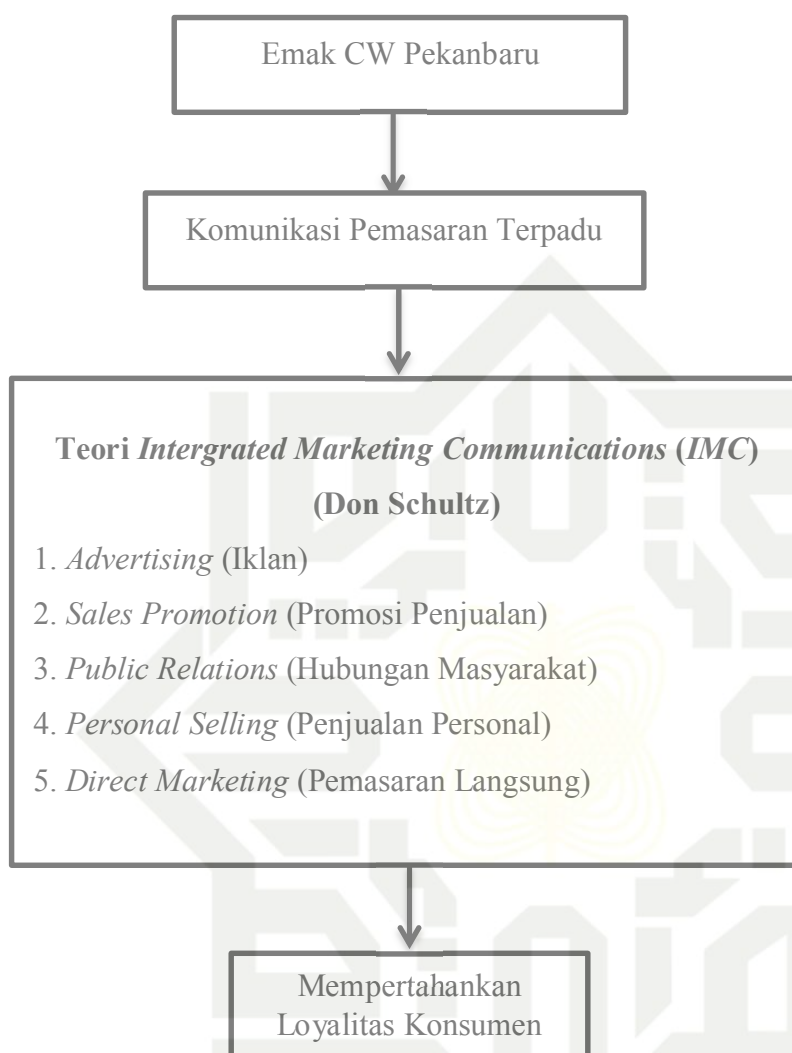 Emak CW Pekanbaru
Komunikasi Pemasaran Terpadu
Teori Intergrated Marketing Communications (IMC)
(Don Schultz)
1. Advertising (Iklan)
2. Sales Promotion (Promosi Penjualan)
3. Public Relations (Hubungan Masyarakat)
4. Personal Selling (Penjualan Personal)
5. Direct Marketing (Pemasaran Langsung)
Mempertahankan
Loyalitas Konsumen